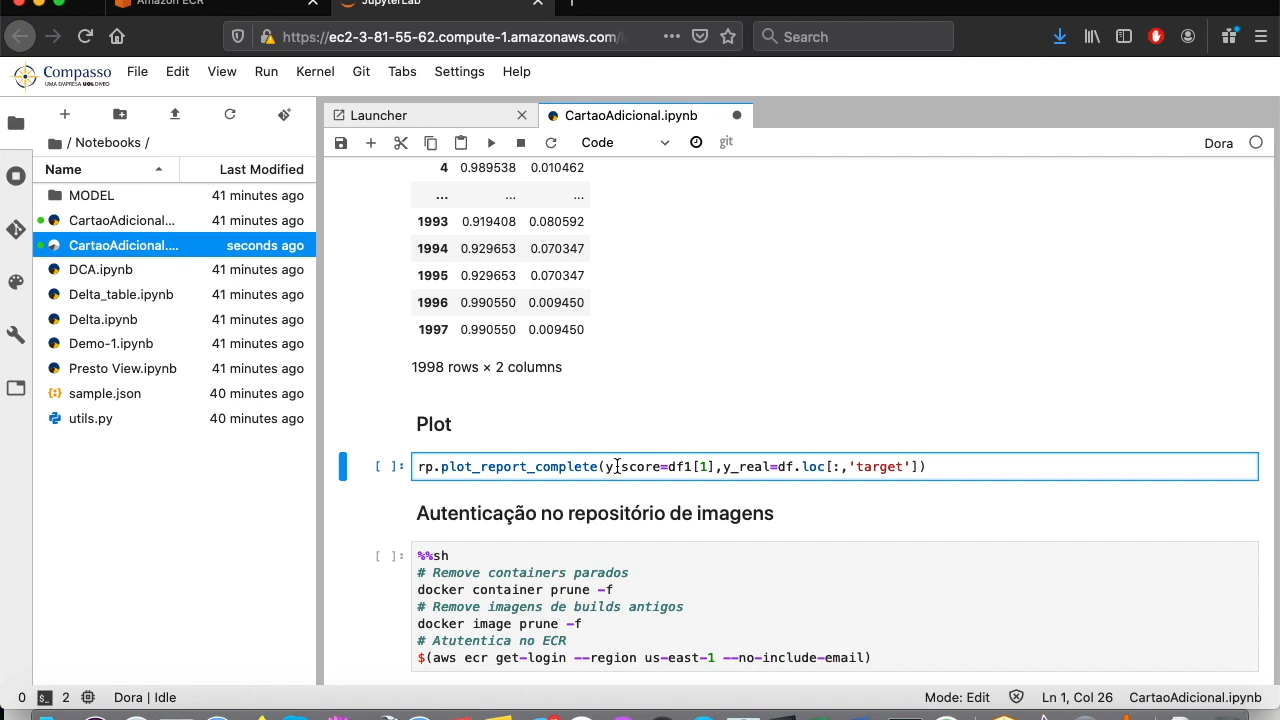 Amazon ECR
JupyterLab
https://ec2-3-81-55-62.compute-1.amazonaws.com/
Search
Compasso
UMA EMPRESA UOL DIVEO
File Edit View Run Kernel Git Tabs Settings Help
Launcher
CartaoAdicional.ipynb
/ Notebooks /
Code
git
Dora
Name Last Modified
MODEL 41 minutes ago
CartaoAdicional... 41 minutes ago
CartaoAdicional.... seconds ago
DCA.ipynb 41 minutes ago
Delta_table.ipynb 41 minutes ago
Delta.ipynb 41 minutes ago
Demo-1.ipynb 41 minutes ago
Presto View.ipynb 41 minutes ago
sample.json 40 minutes ago
utils.py 40 minutes ago
4 0.989538 0.010462
... ... ...
1993 0.919408 0.080592
1994 0.929653 0.070347
1995 0.929653 0.070347
1996 0.990550 0.009450
1997 0.990550 0.009450
1998 rows × 2 columns
Plot
[ ]: rp.plot_report_complete(y_score=df1[1],y_real=df.loc[:,'target'])
Autenticação no repositório de imagens
[ ]: %%sh
# Remove containers parados
docker container prune -f
# Remove imagens de builds antigos
docker image prune -f
# Atutentica no ECR
$(aws ecr get-login --region us-east-1 --no-include-email)
0 2 Dora | Idle
Mode: Edit Ln 1, Col 26 CartaoAdicional.ipynb